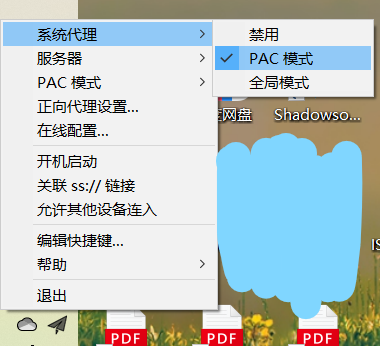 系统代理
服务器
PAC 模式
正向代理设置...
在线配置...
开机启动
关联 ss:// 链接
允许其他设备连入
编辑快捷键...
帮助
退出
禁用
PAC 模式
全局模式
网盘
Shadowso...
PDF
PDF
PDF